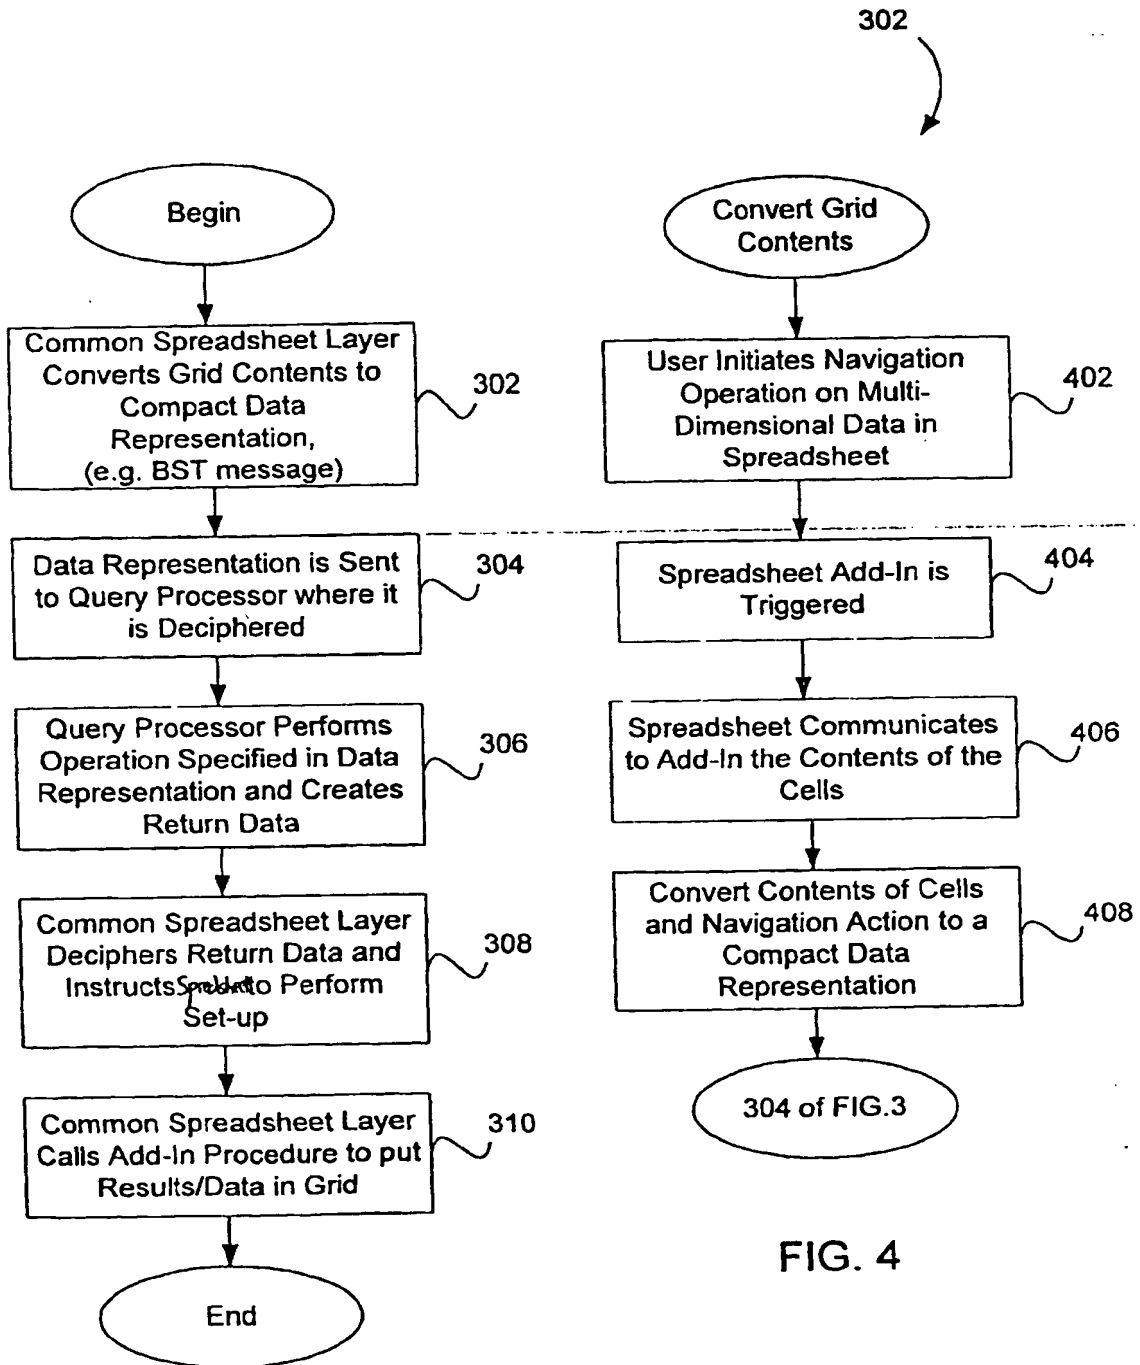 302
Begin
Common Spreadsheet Layer
Converts Grid Contents to
Compact Data
Representation,
(e.g. BST message)
302
Data Representation is Sent
to Query Processor where it
is Deciphered
304
Query Processor Performs
Operation Specified in Data
Representation and Creates
Return Data
306
Common Spreadsheet Layer
Deciphers Return Data and
Instructs to Perform
Set-up
308
Common Spreadsheet Layer
Calls Add-In Procedure to put
Results/Data in Grid
310
End
Convert Grid
Contents
User Initiates Navigation
Operation on Multi-
Dimensional Data in
Spreadsheet
402
Spreadsheet Add-In is
Triggered
404
Spreadsheet Communicates
to Add-In the Contents of the
Cells
406
Convert Contents of Cells
and Navigation Action to a
Compact Data
Representation
408
304 of FIG.3
FIG. 4